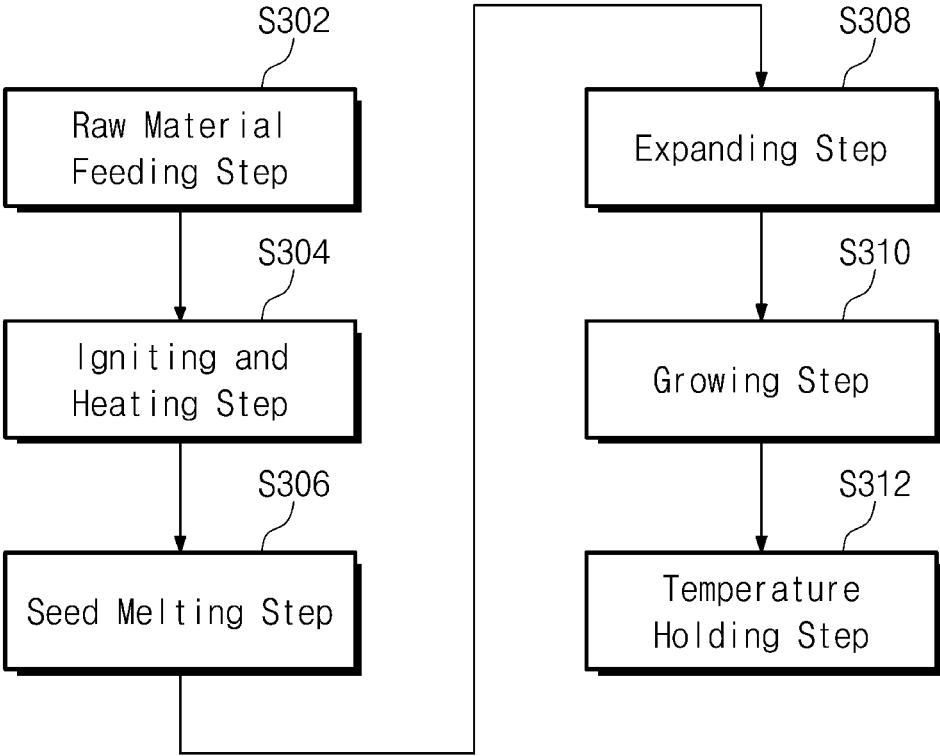 S302
Raw Material
Feeding Step
S304
Igniting and
Heating Step
S306
Seed Melting Step
S308
Expanding Step
S310
Growing Step
S312
Temperature
Holding Step